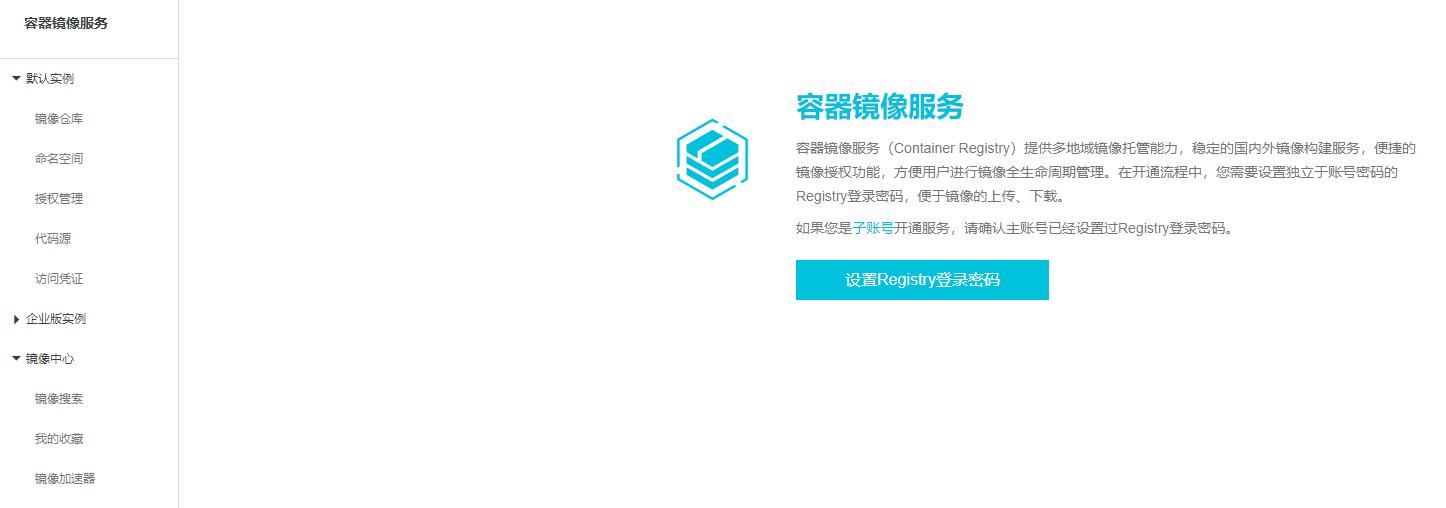 容器镜像服务
默认实例
镜像仓库
命名空间
授权管理
代码源
访问凭证
企业版实例
镜像中心
镜像搜索
我的收藏
镜像加速器
容器镜像服务
容器镜像服务（Container Registry）提供多地域镜像托管能力，稳定的国内外镜像构建服务，便捷的
镜像授权功能，方便用户进行镜像全生命周期管理。在开通流程中，您需要设置独立于账号密码的
Registry登录密码，便于镜像的上传、下载。
如果您是子账号开通服务，请确认主账号已经设置过Registry登录密码。
设置Registry登录密码